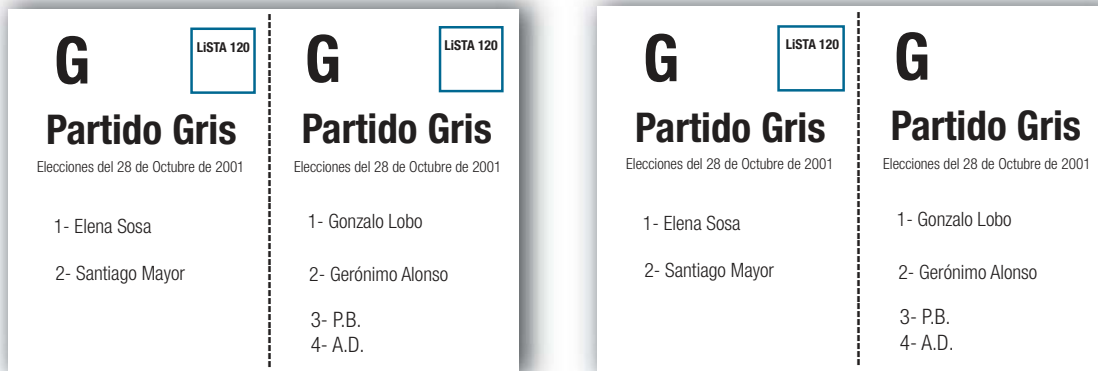 G
LiSTA 120
Partido Gris
Elecciones del 28 de Octubre de 2001
1- Elena Sosa
2- Santiago Mayor
G
LiSTA 120
Partido Gris
Elecciones del 28 de Octubre de 2001
1- Gonzalo Lobo
2- Gerónimo Alonso
3- P.B.
4- A.D.
G
LiSTA 120
Partido Gris
Elecciones del 28 de Octubre de 2001
1- Elena Sosa
2- Santiago Mayor
G
Partido Gris
Elecciones del 28 de Octubre de 2001
1- Gonzalo Lobo
2- Gerónimo Alonso
3- P.B.
4- A.D.